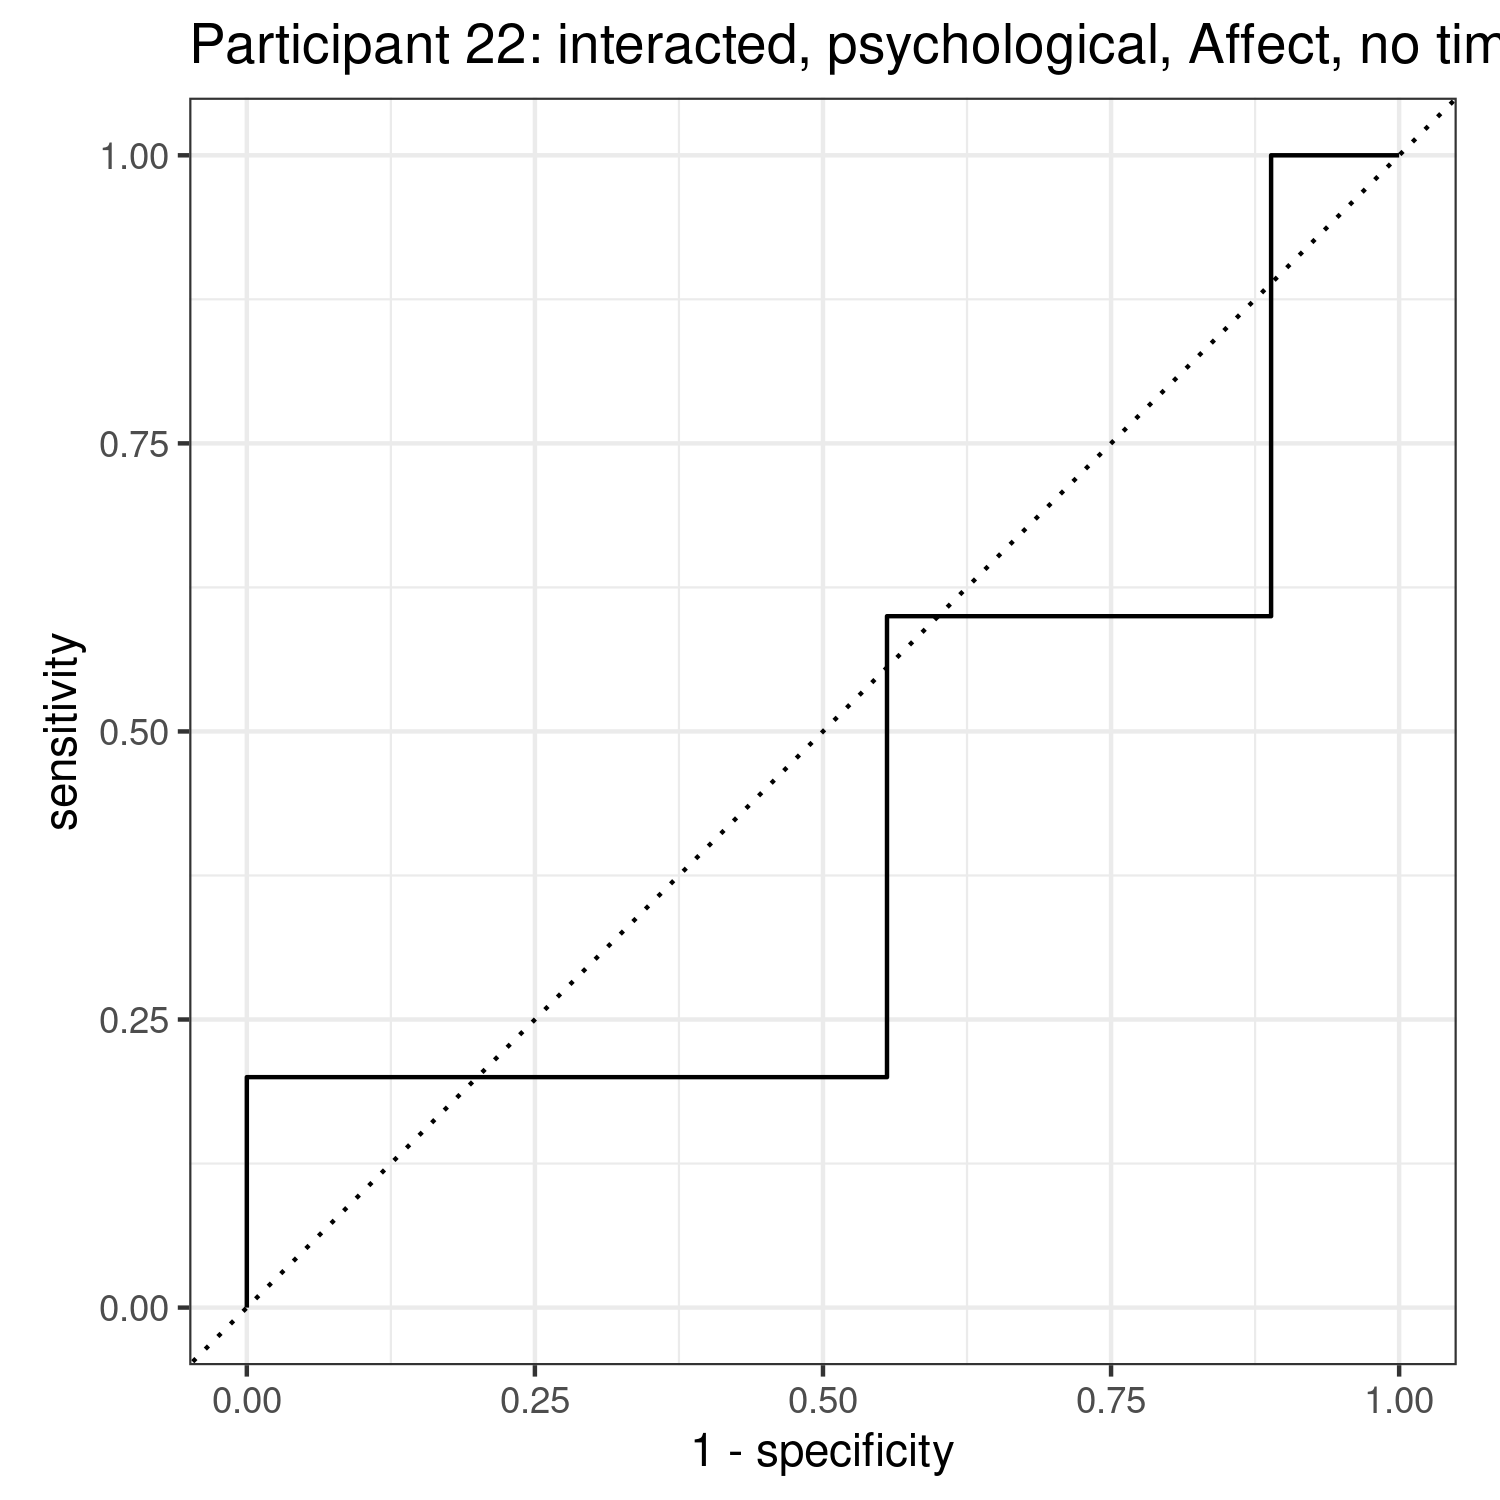 Participant 22: interacted, psychological, Affect, no tim
1.00
0.75
0.50
0.25
0.00
sensitivity
0.00 0.25 0.50 0.75 1.00
1 - specificity